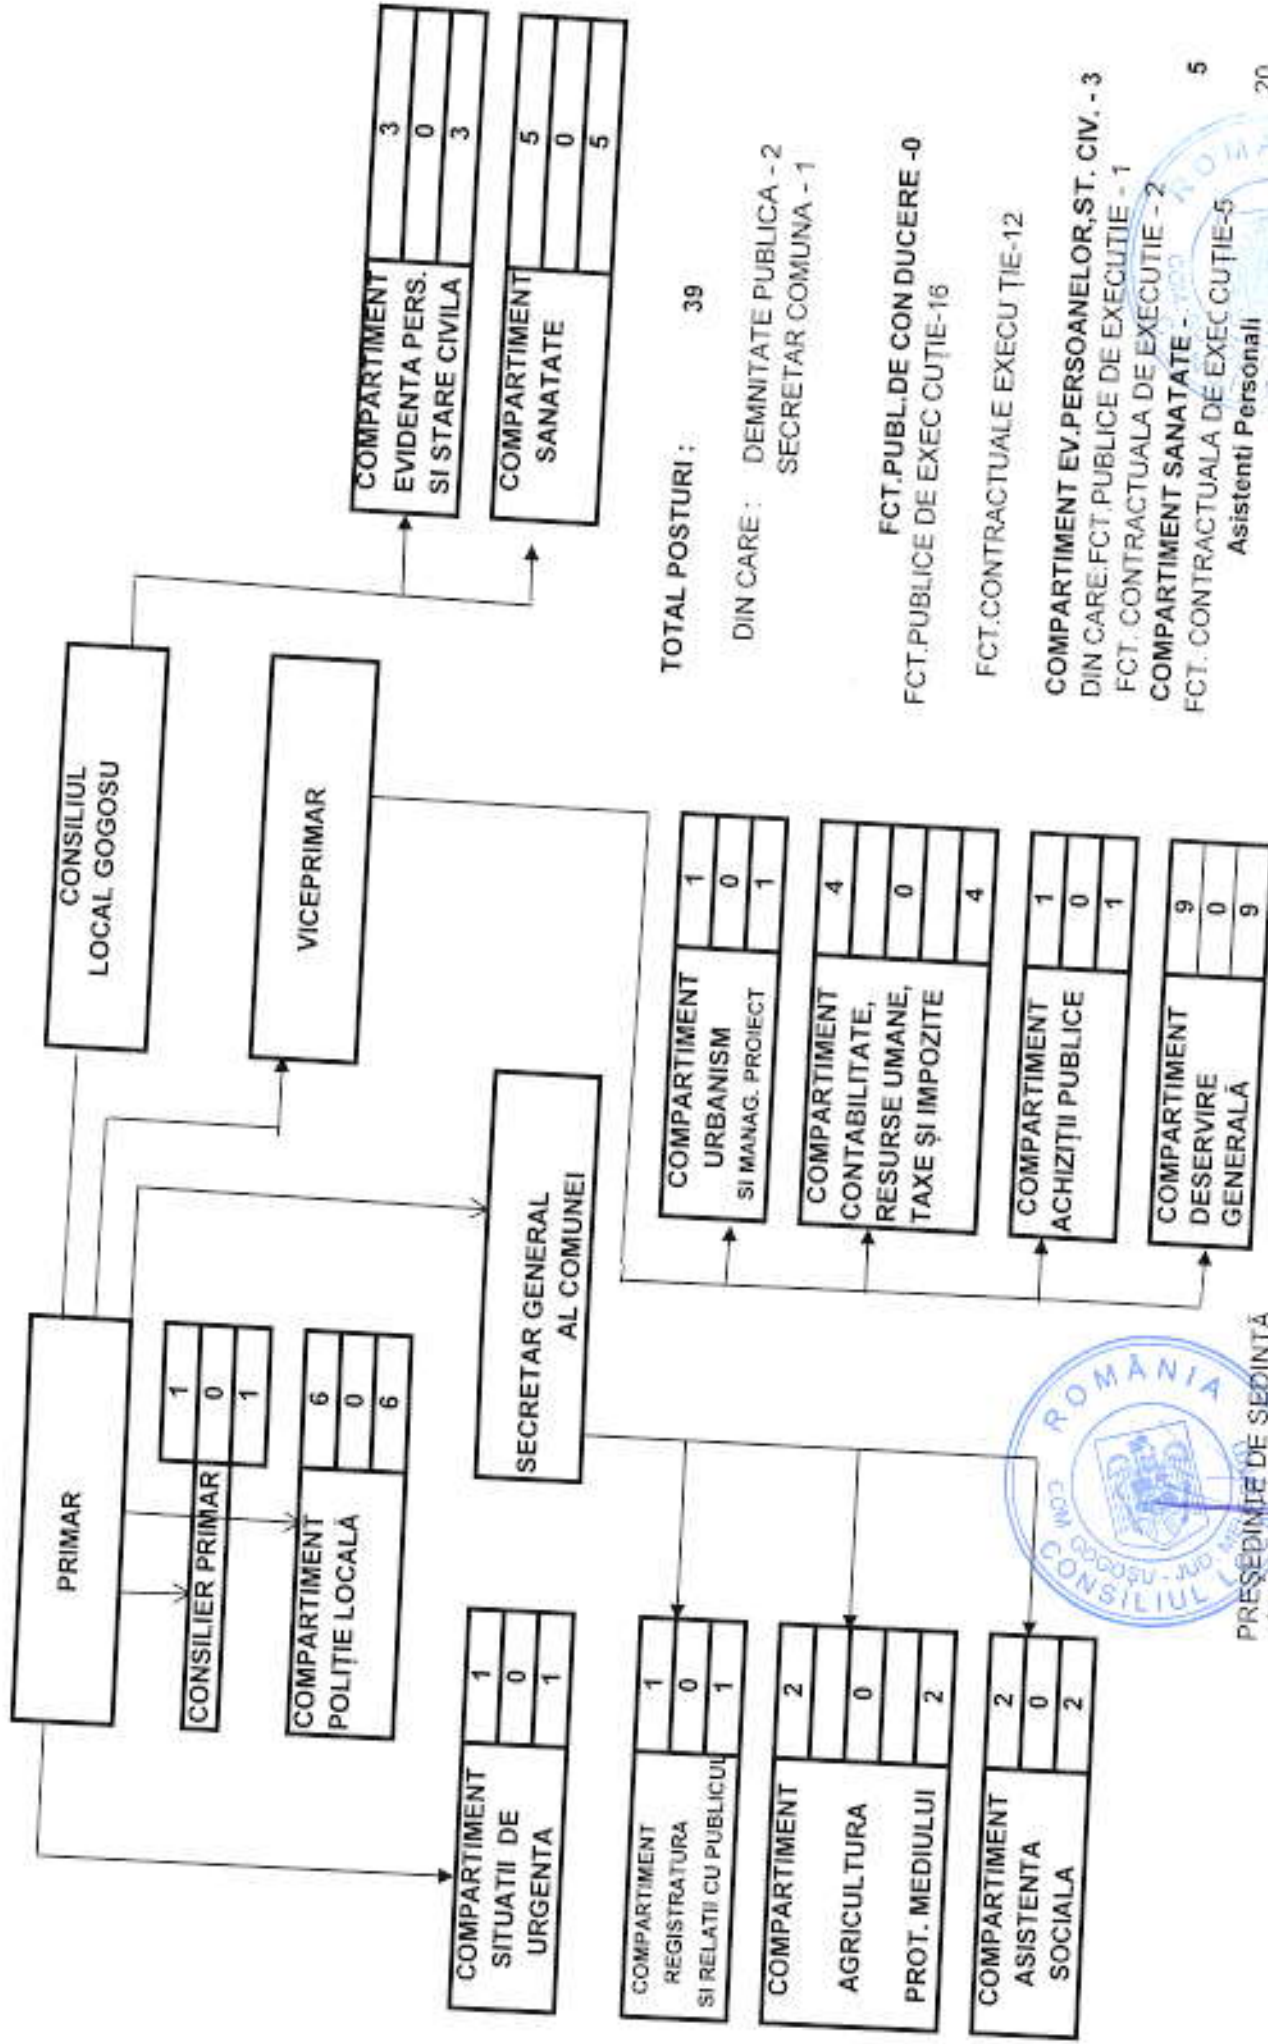 CONSILIUL
LOCAL GOGOSU
PRIMAR
VICEPRIMAR
CONSILIER PRIMAR
1
0
1
COMPARTIMENT
POLIȚIE LOCALĂ
6
0
6
SECRETAR GENERAL
AL COMUNEI
COMPARTIMENT
EVIDENTA PERS.
SI STARE CIVILA
3
0
3
COMPARTIMENT
SANATATE
5
0
5
COMPARTIMENT
SITUATII DE
URGENTA
1
0
1
COMPARTIMENT
REGISTRATURA
SI RELATII CU PUBLICUL
1
0
1
COMPARTIMENT
AGRICULTURA
PROT. MEDIULUI
2
0
2
COMPARTIMENT
ASISTENTA
SOCIALA
2
0
2
COMPARTIMENT
URBANISM
SI MANAG. PROIECT
1
0
1
COMPARTIMENT
CONTABILITATE,
RESURSE UMANE,
TAXE ȘI IMPOZITE
4
0
4
COMPARTIMENT
ACHIZIȚII PUBLICE
1
0
1
COMPARTIMENT
DESERVIRE
GENERALĂ
9
0
9
TOTAL POSTURI : 39
DIN CARE : DEMNITATE PUBLICA - 2
SECRETAR COMUNA - 1
FCT.PUBL.DE CON DUCERE -0
FCT.PUBLICE DE EXEC CUȚIE-16
FCT.CONTRACTUALE EXECU ȚIE-12
COMPARTIMENT EV.PERSOANELOR,ST. CIV. - 3
DIN CARE:FCT.PUBLICE DE EXECUTIE - 1
FCT. CONTRACTUALA DE EXECUTIE - 2
COMPARTIMENT SANATATE - 5
FCT. CONTRACTUALA DE EXEC CUȚIE-5
Asistenti Personali 20
PREȘEDINTE DE SEDINȚĂ
ROMÂNIA
CONSILIUL
COM GOGOȘU - JUD